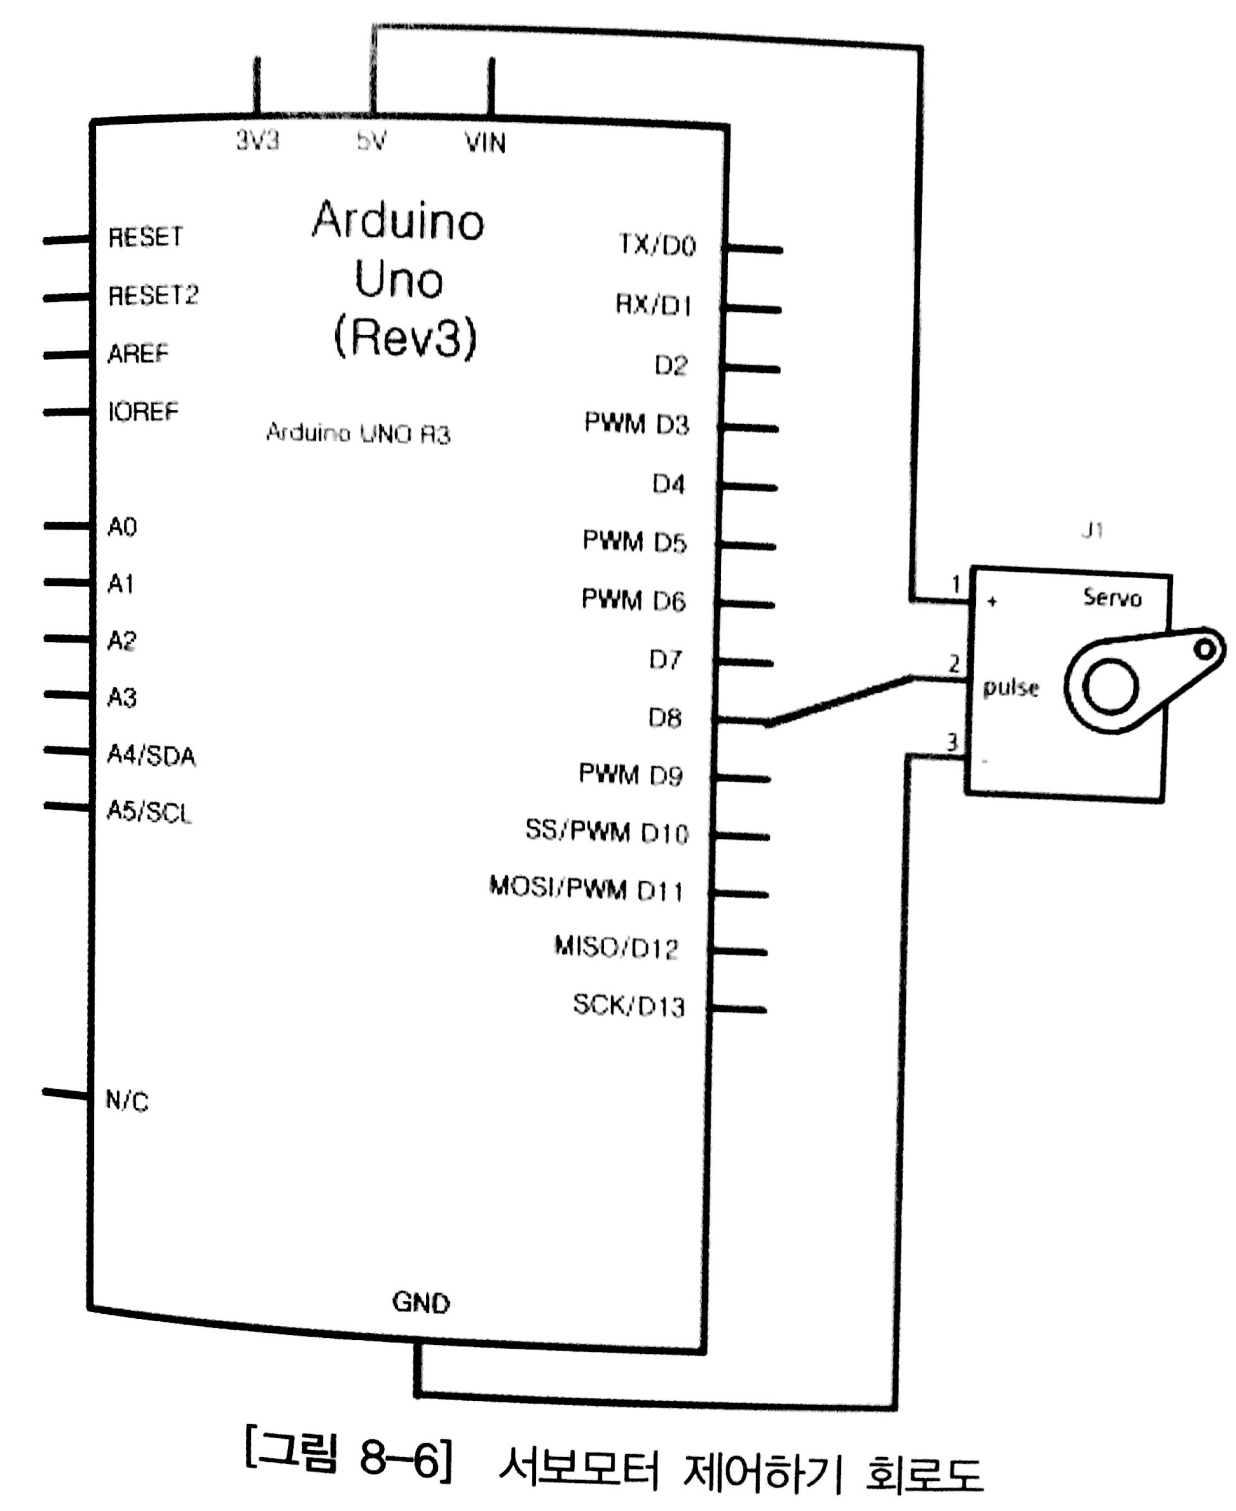 3V3 5V VIN
Arduino
Uno
(Rev3)
Arduino UNO R3
RESET
RESET2
AREF
IOREF
A0
A1
A2
A3
A4/SDA
A5/SCL
N/C
TX/D0
RX/D1
D2
PWM D3
D4
PWM D5
PWM D6
D7
D8
PWM D9
SS/PWM D10
MOSI/PWM D11
MISO/D12
SCK/D13
GND
J1
Servo
1 +
2 pulse
3 -
[그림 8-6] 서보모터 제어하기 회로도